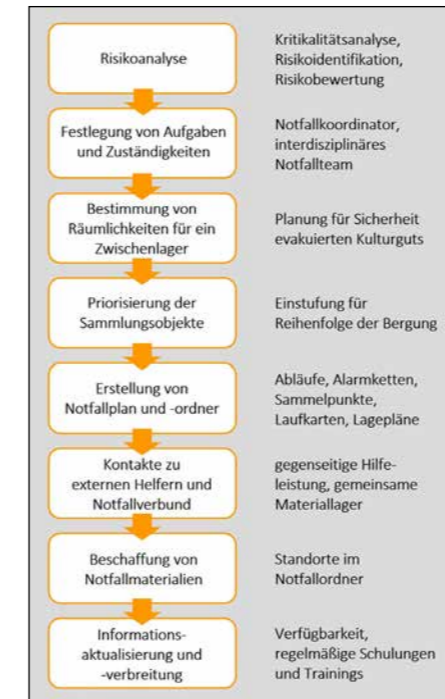 Risikoanalyse
Kritikalitätsanalyse,
Risikoidentifikation,
Risikobewertung
Festlegung von Aufgaben
und Zuständigkeiten
Notfallkoordinator,
interdisziplinäres
Notfallteam
Bestimmung von
Räumlichkeiten für ein
Zwischenlager
Planung für Sicherheit
evakuierten Kulturguts
Priorisierung der
Sammlungsobjekte
Einstufung für
Reihenfolge der Bergung
Erstellung von
Notfallplan und -ordner
Abläufe, Alarmketten,
Sammelpunkte,
Laufkarten, Lagepläne
Kontakte zu
externen Helfern und
Notfallverbund
gegenseitige Hilfe-
leistung, gemeinsame
Materiallager
Beschaffung von
Notfallmaterialien
Standorte im
Notfallordner
Informations-
aktualisierung und
-verbreitung
Verfügbarkeit,
regelmäßige Schulungen
und Trainings